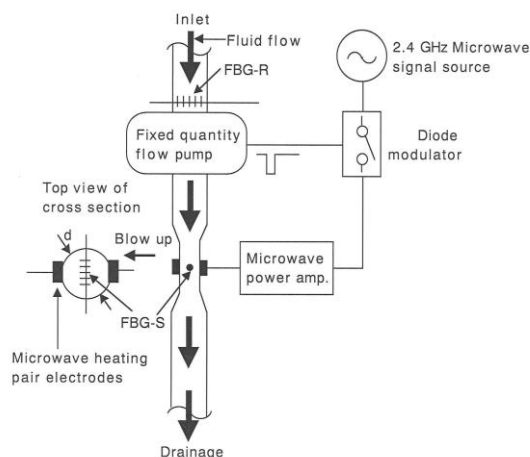 Inlet
Fluid flow
FBG-R
2.4 GHz Microwave
signal source
Fixed quantity
flow pump
Diode
modulator
Top view of
cross section
d
Blow up
Microwave
power amp.
FBG-S
Microwave heating
pair electrodes
Drainage